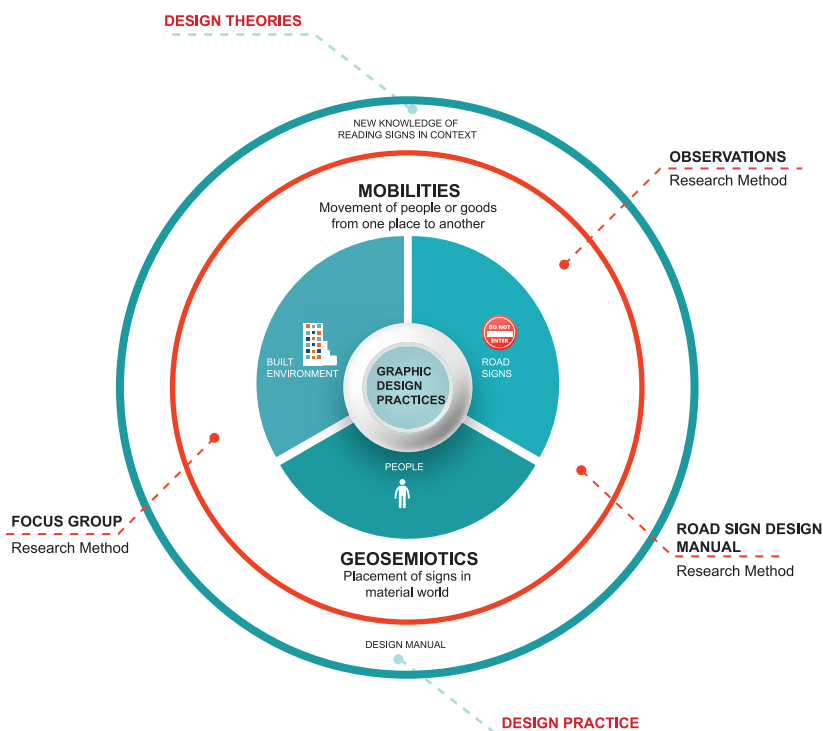 DESIGN THEORIES
NEW KNOWLEDGE OF
READING SIGNS IN CONTEXT
OBSERVATIONS
Research Method
MOBILITIES
Movement of people or goods
from one place to another
DO NOT
ENTER
BUILT
ENVIRONMENT
ROAD
SIGNS
GRAPHIC
DESIGN
PRACTICES
PEOPLE
FOCUS GROUP
Research Method
ROAD SIGN DESIGN
MANUAL
Research Method
GEOSEMIOTICS
Placement of signs in
material world
DESIGN MANUAL
DESIGN PRACTICE